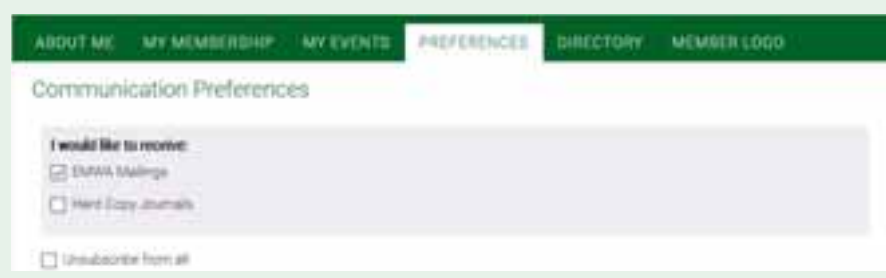 ABOUT ME MY MEMBERSHIP MY EVENTS PREFERENCES DIRECTORY MEMBER LOGO
Communication Preferences
I would like to receive:
EMWA Mailings
Hard Copy Journals
Unsubscribe from all